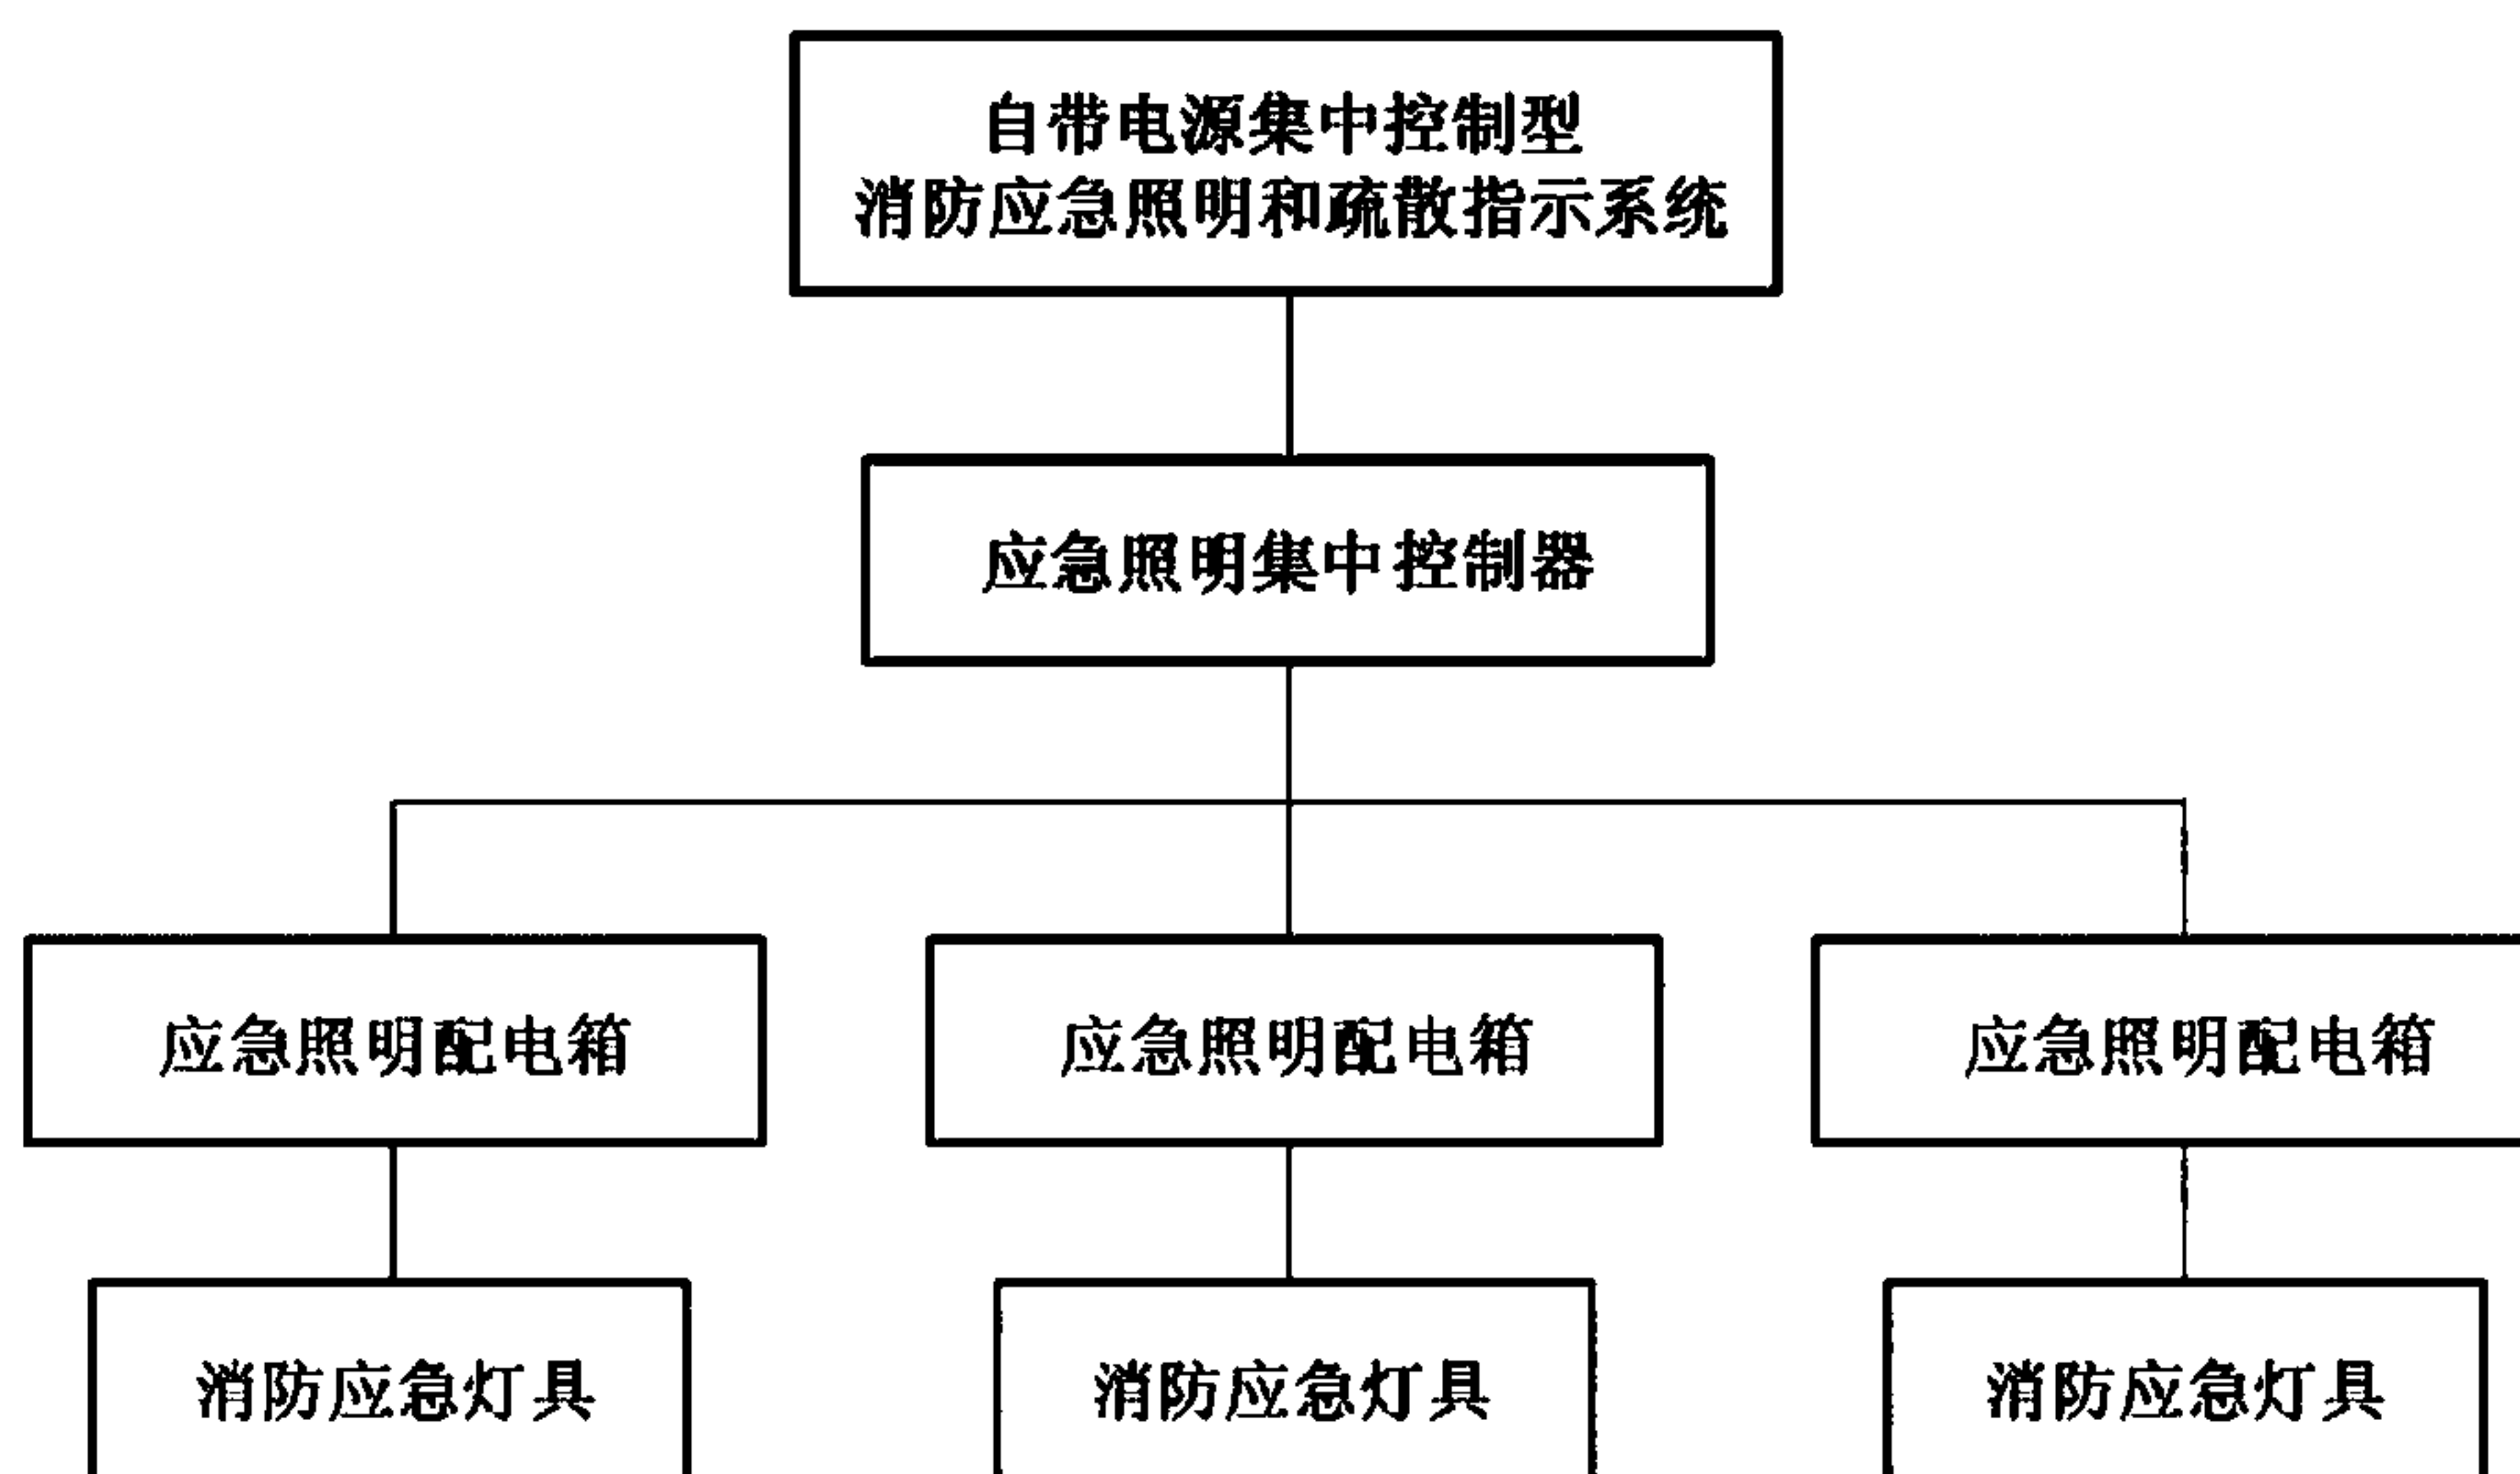 自带电源集中控制型
消防应急照明和疏散指示系统
应急照明集中控制器
应急照明配电箱
应急照明配电箱
应急照明配电箱
消防应急灯具
消防应急灯具
消防应急灯具